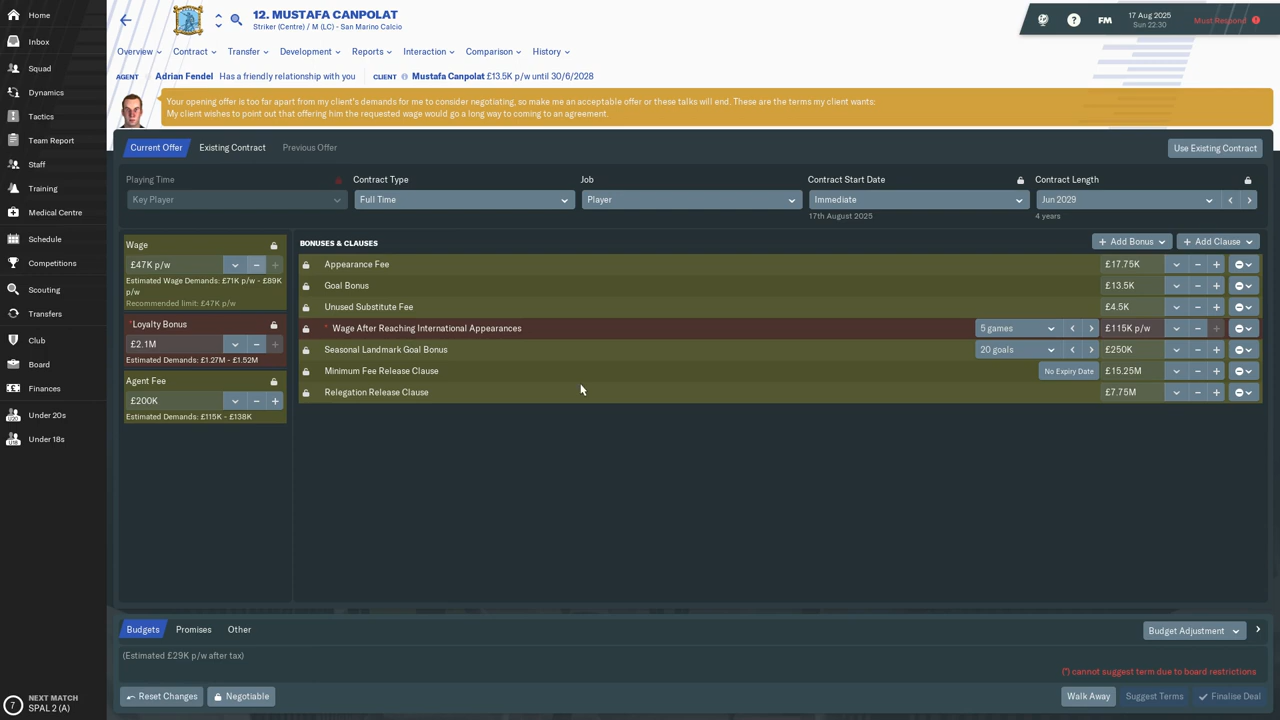 Home
Inbox
Squad
Dynamics
Tactics
Team Report
Staff
Training
Medical Centre
Schedule
Competitions
Scouting
Transfers
Club
Board
Finances
Under 20s
Under 18s
7
NEXT MATCH
SPAL 2 (A)
12. MUSTAFA CANPOLAT
Striker (Centre) / M (LC) - San Marino Calcio
FM
17 Aug 2025
Sun 22:30
Must Respond
Overview
Contract
Transfer
Development
Reports
Interaction
Comparison
History
AGENT Adrian Fendel Has a friendly relationship with you CLIENT Mustafa Canpolat £13.5K p/w until 30/6/2028
Your opening offer is too far apart from my client's demands for me to consider negotiating, so make me an acceptable offer or these talks will end. These are the terms my client wants:
My client wishes to point out that offering him the requested wage would go a long way to coming to an agreement.
Current Offer
Existing Contract
Previous Offer
Use Existing Contract
Playing Time
Key Player
Contract Type
Full Time
Job
Player
Contract Start Date
Immediate
17th August 2025
Contract Length
Jun 2029
4 years
Wage
£47K p/w
Estimated Wage Demands: £71K p/w - £89K
p/w
Recommended limit: £47K p/w
*Loyalty Bonus
£2.1M
Estimated Demands: £1.27M - £1.52M
Agent Fee
£200K
Estimated Demands: £115K - £138K
BONUSES & CLAUSES
+ Add Bonus
+ Add Clause
Appearance Fee £17.75K
Goal Bonus £13.5K
Unused Substitute Fee £4.5K
* Wage After Reaching International Appearances 5 games £115K p/w
Seasonal Landmark Goal Bonus 20 goals £250K
Minimum Fee Release Clause No Expiry Date £15.25M
Relegation Release Clause £7.75M
Budgets
Promises
Other
Budget Adjustment
(Estimated £29K p/w after tax)
(*) cannot suggest term due to board restrictions
Reset Changes
Negotiable
Walk Away
Suggest Terms
Finalise Deal